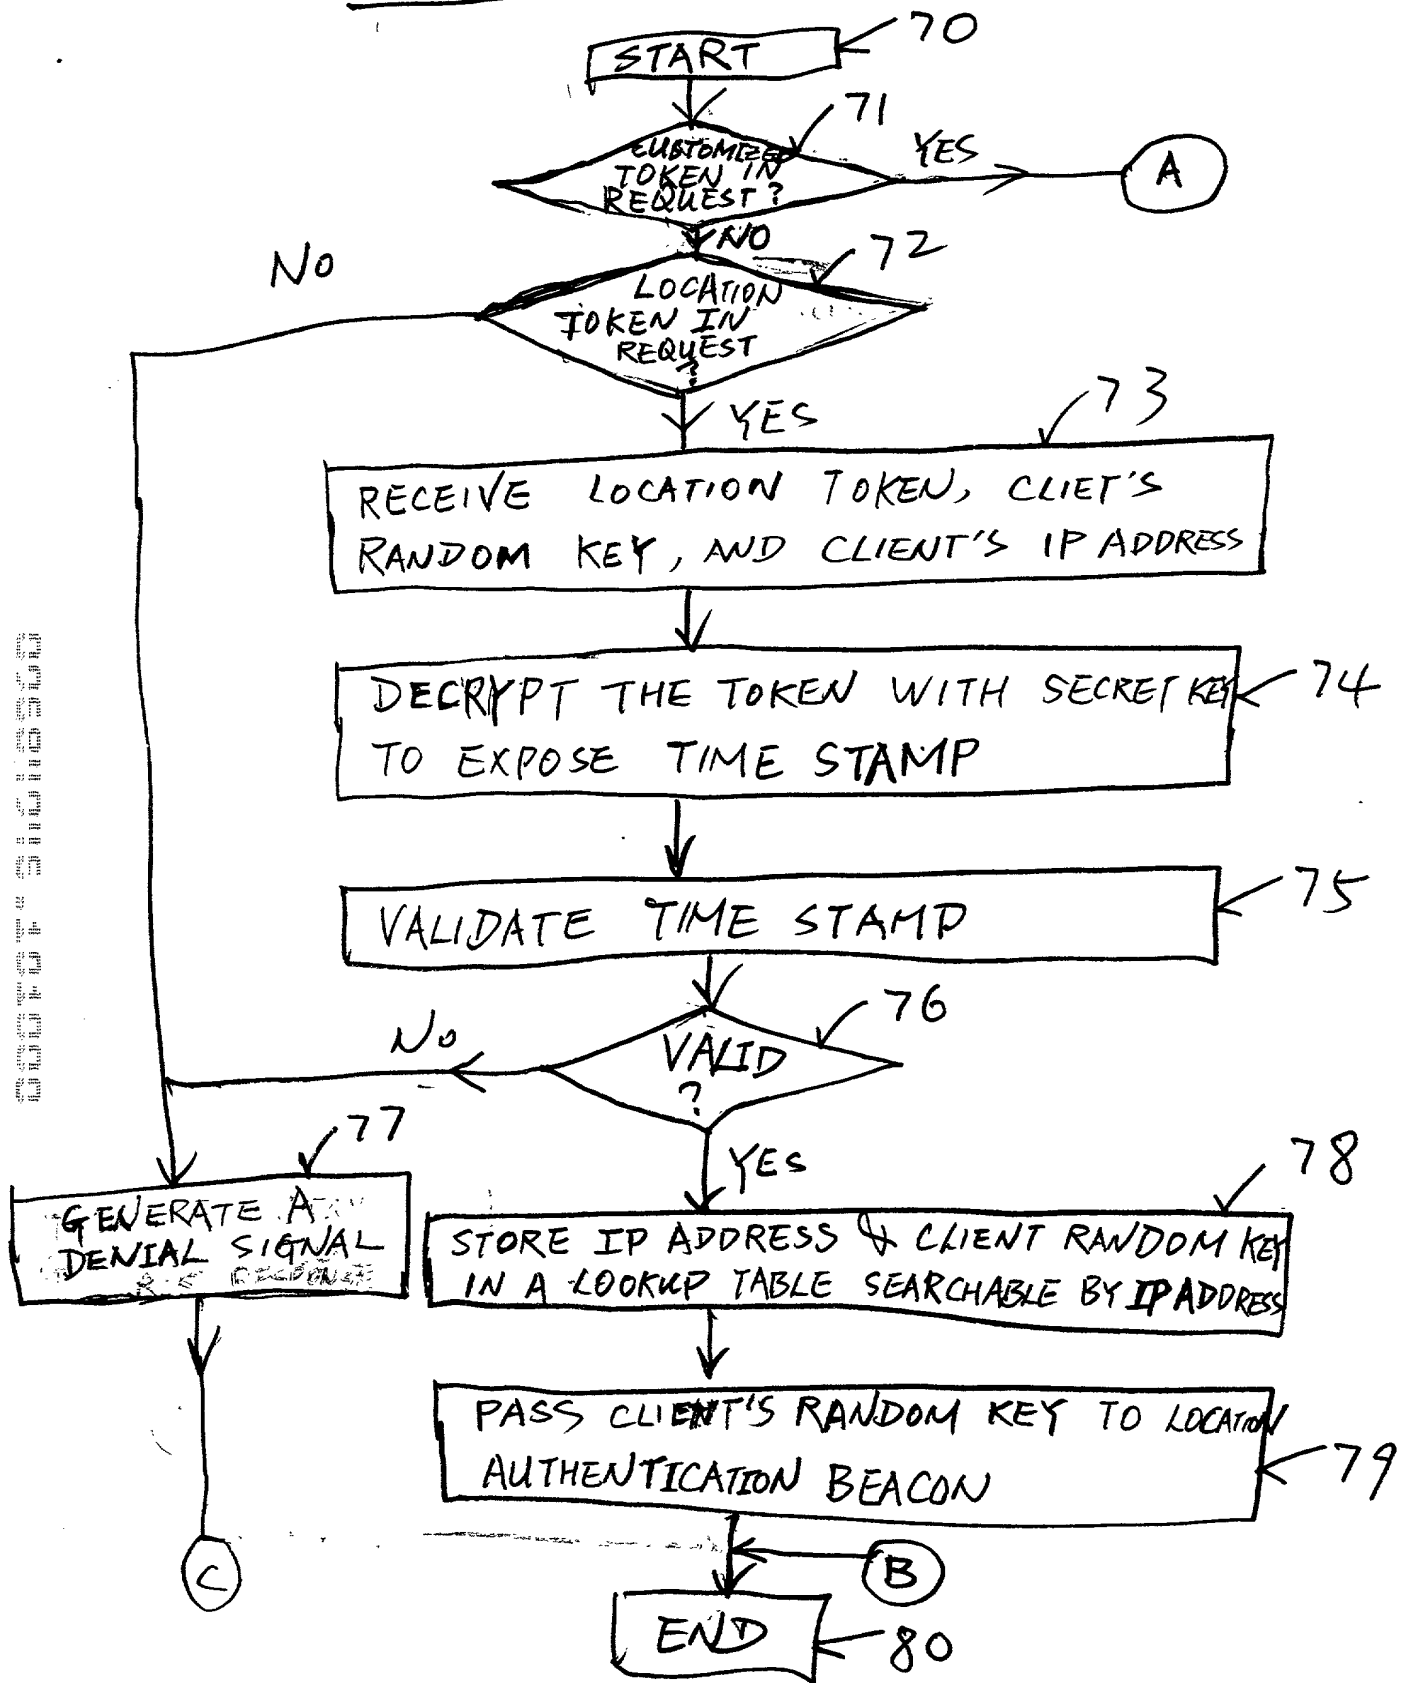 START
70
CUSTOMIZED
TOKEN IN
REQUEST?
71
YES
A
NO
No
LOCATION
TOKEN IN
REQUEST
?
72
YES
73
RECEIVE LOCATION TOKEN, CLIET'S
RANDOM KEY, AND CLIENT'S IP ADDRESS
DECRYPT THE TOKEN WITH SECRET KEY
TO EXPOSE TIME STAMP
74
VALIDATE TIME STAMP
75
VALID
?
76
No
YES
77
GENERATE A
DENIAL SIGNAL
RESPONSE
78
STORE IP ADDRESS & CLIENT RANDOM KEY
IN A LOOKUP TABLE SEARCHABLE BY IP ADDRESS
PASS CLIENT'S RANDOM KEY TO LOCATION
AUTHENTICATION BEACON
79
C
B
END
80